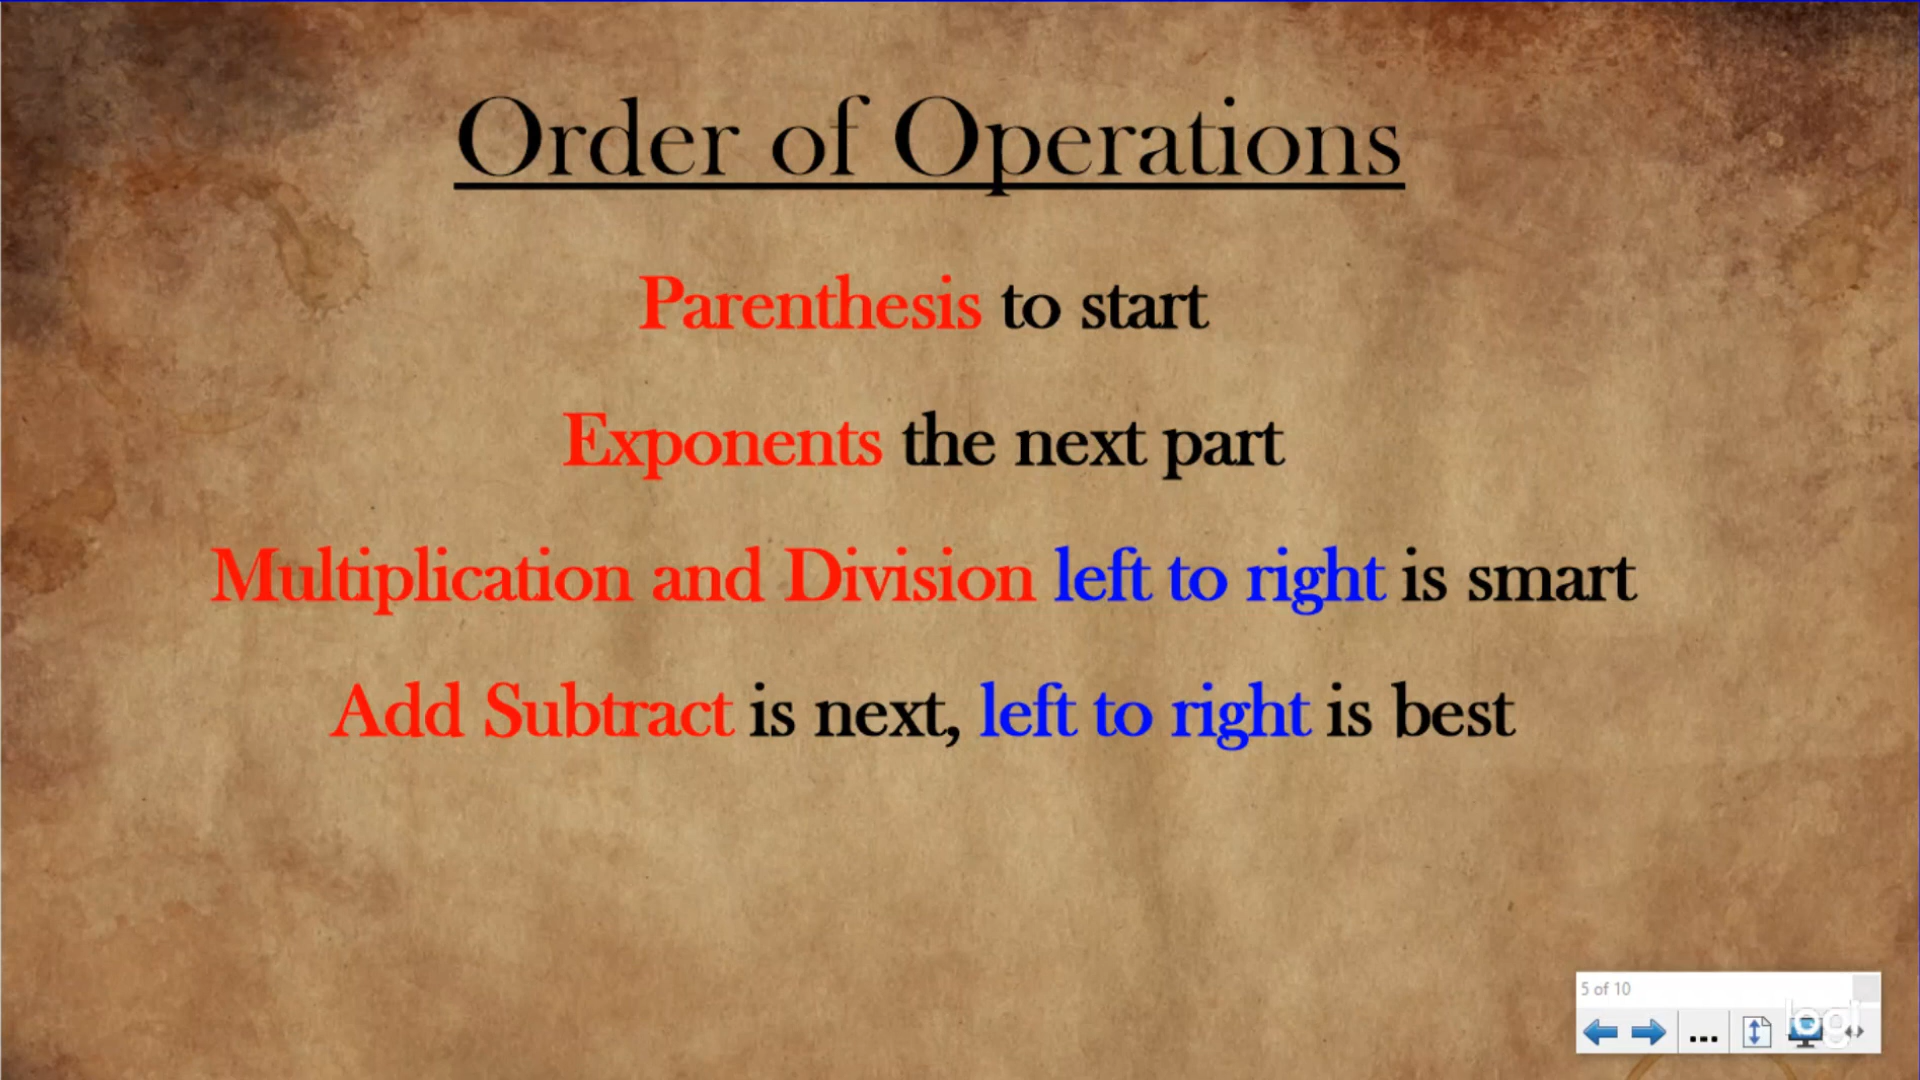 Order of Operations
Parenthesis to start
Exponents the next part
Multiplication and Division left to right is smart
Add Subtract is next, left to right is best
5 of 10
logi